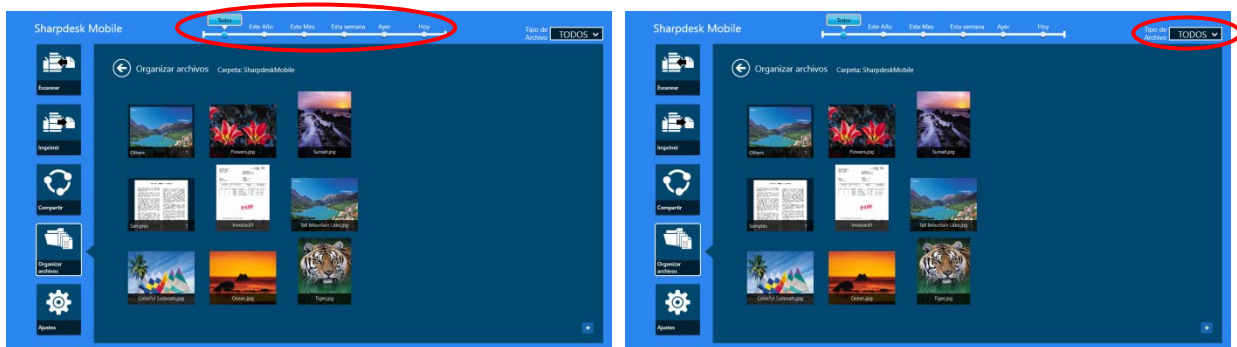 Sharpdesk Mobile
Todos Este Año Este Mes Esta semana Ayer Hoy
Tipo de Archivo TODOS
Organizar archivos Carpeta: SharpdeskMobile
Escanear
Imprimir
Compartir
Organizar archivos
Ajustes
Others 1
Flowers.jpg
Sunset.jpg
Samples 1
Invoice01
Tall Mountain Lake.jpg
Colorful Sailboats.jpg
Ocean.jpg
Tiger.jpg
Sharpdesk Mobile
Todos Este Año Este Mes Esta semana Ayer Hoy
Tipo de Archivo TODOS
Organizar archivos Carpeta: SharpdeskMobile
Escanear
Imprimir
Compartir
Organizar archivos
Ajustes
Others 1
Flowers.jpg
Sunset.jpg
Samples 1
Invoice01
Tall Mountain Lake.jpg
Colorful Sailboats.jpg
Ocean.jpg
Tiger.jpg